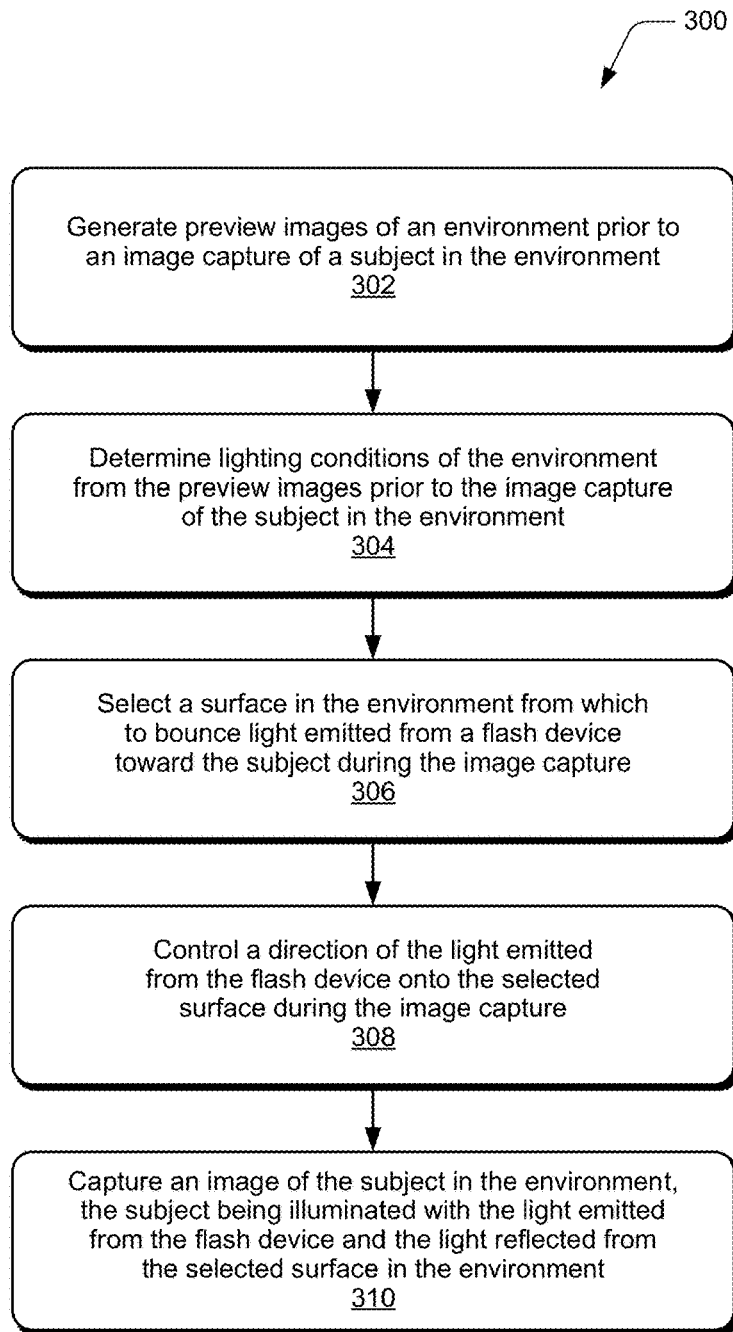 300
Generate preview images of an environment prior to
an image capture of a subject in the environment
302
Determine lighting conditions of the environment
from the preview images prior to the image capture
of the subject in the environment
304
Select a surface in the environment from which
to bounce light emitted from a flash device
toward the subject during the image capture
306
Control a direction of the light emitted
from the flash device onto the selected
surface during the image capture
308
Capture an image of the subject in the environment,
the subject being illuminated with the light emitted
from the flash device and the light reflected from
the selected surface in the environment
310